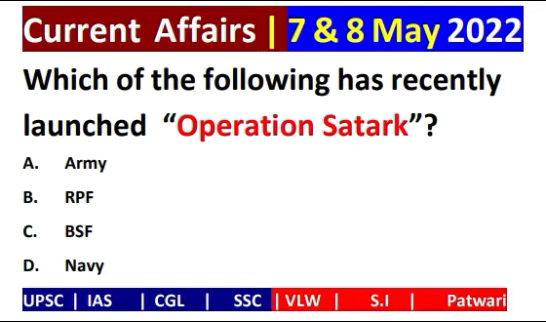 Current Affairs | 7 & 8 May 2022
Which of the following has recently
launched “Operation Satark”?
A. Army
B. RPF
C. BSF
D. Navy
UPSC | IAS | CGL | SSC | VLW | S.I | Patwari